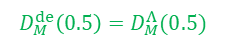 D_M^{de}(0.5) = D_M^Λ(0.5)